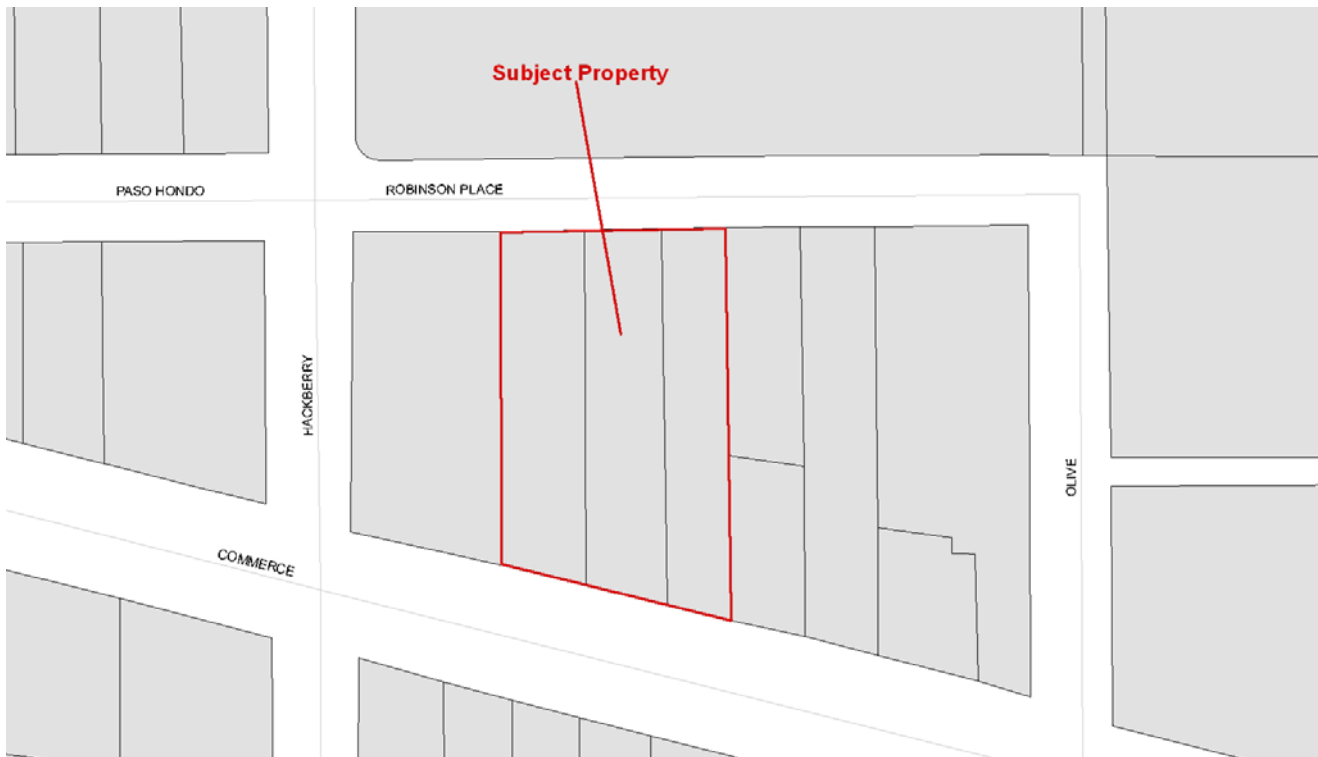 Subject Property
PASO HONDO
ROBINSON PLACE
HACKBERRY
OLIVE
COMMERCE